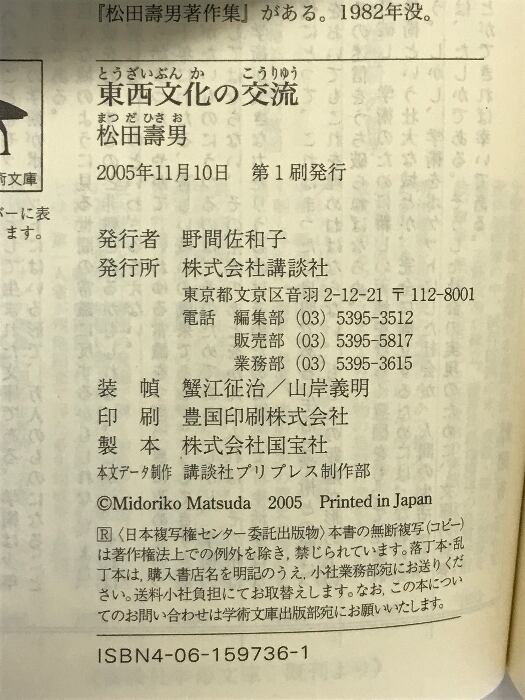 『松田壽男著作集』がある。1982年没。
とうざいぶんか こうりゅう
東西文化の交流
まつだひさお
松田壽男
2005年11月10日 第1刷発行
発行者 野間佐和子
発行所 株式会社講談社
東京都文京区音羽 2-12-21 〒 112-8001
電話 編集部 (03) 5395-3512
販売部 (03) 5395-5817
業務部 (03) 5395-3615
装 幀 蟹江征治/山岸義明
印 刷 豊国印刷株式会社
製 本 株式会社国宝社
本文データ制作 講談社プリプレス制作部
©Midoriko Matsuda 2005 Printed in Japan
R〈日本複写権センター委託出版物〉本書の無断複写(コピー)
は著作権法上での例外を除き,禁じられています。落丁本・乱
丁本は,購入書店名を明記のうえ,小社業務部宛にお送りくだ
さい。送料小社負担にてお取替えします。なお,この本につい
てのお問い合わせは学術文庫出版部宛にお願いいたします。
ISBN4-06-159736-1
術文庫
バーに表
ます。